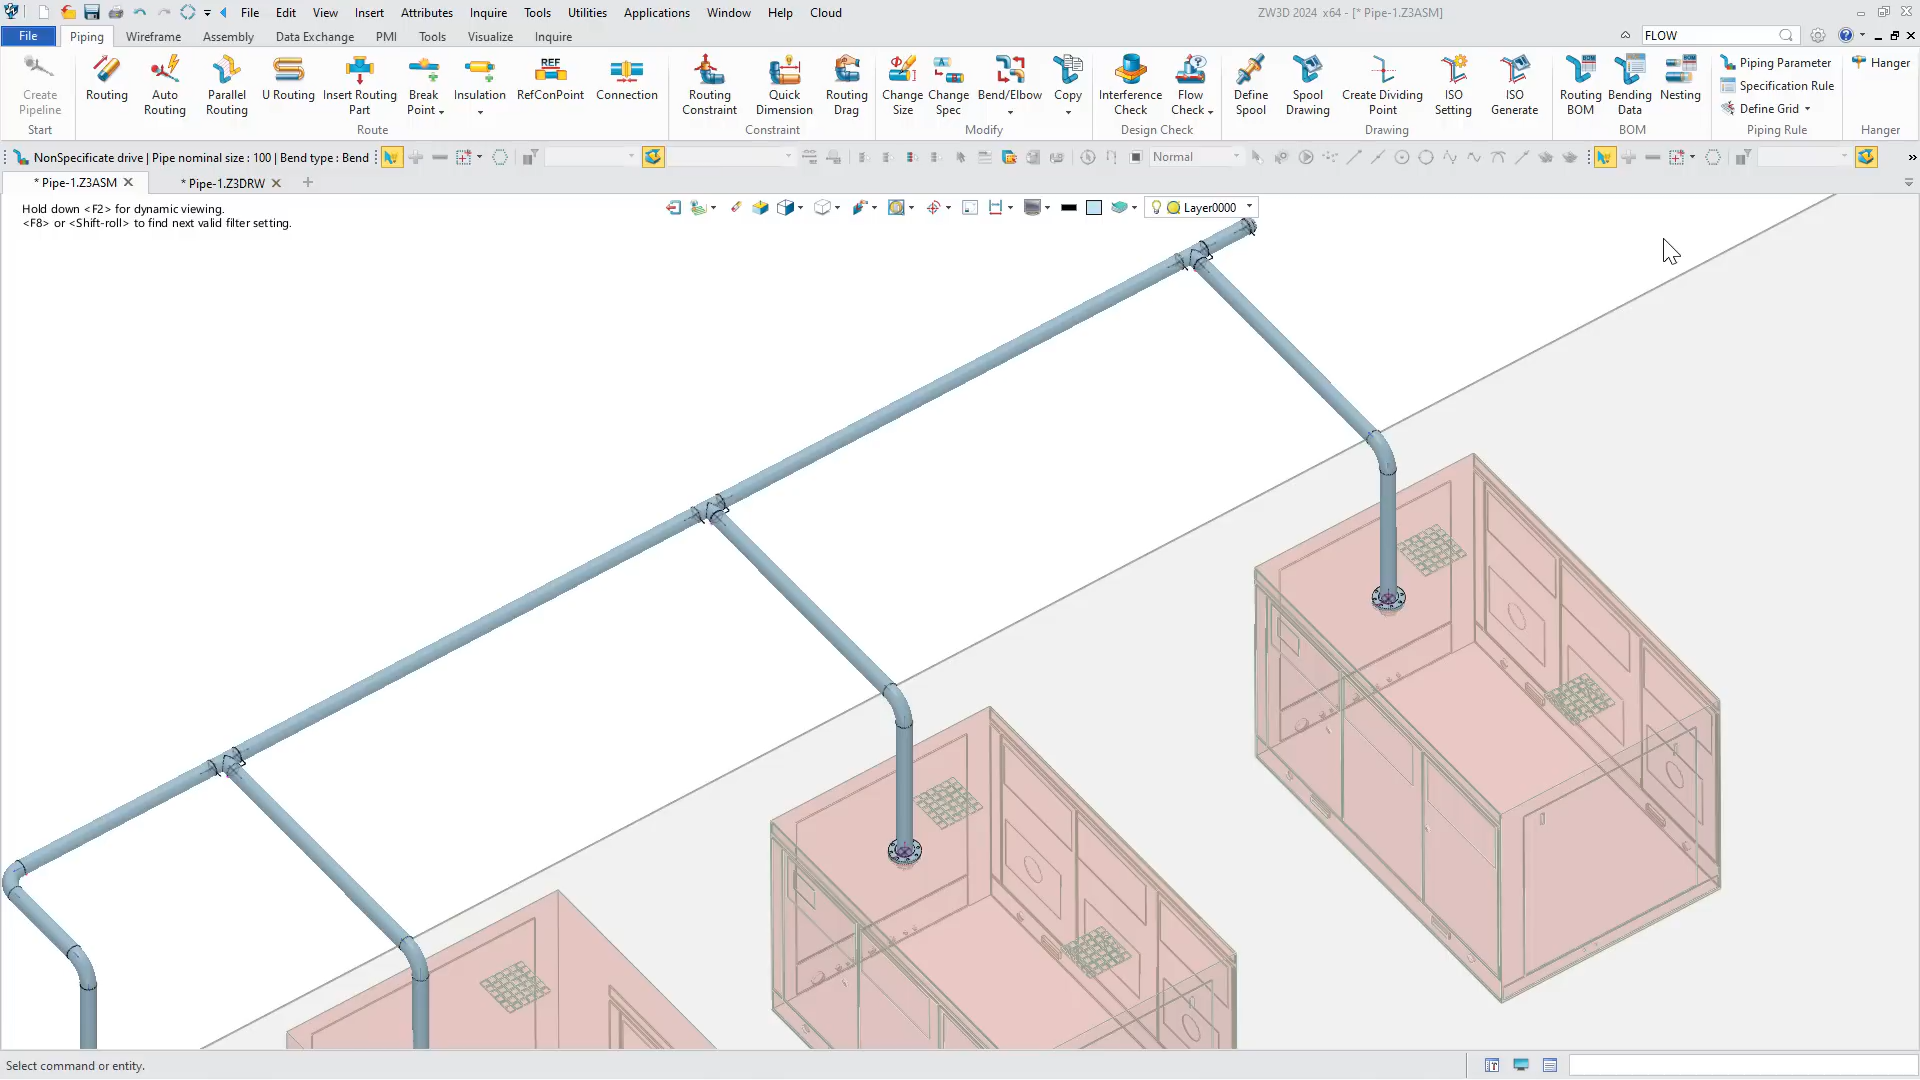 File Edit View Insert Attributes Inquire Tools Utilities Applications Window Help Cloud ZW3D 2024 x64 - [* Pipe-1.Z3ASM]
File Piping Wireframe Assembly Data Exchange PMI Tools Visualize Inquire FLOW
Create Pipeline
Routing
Auto Routing
Parallel Routing
U Routing
Insert Routing Part
Break Point
Insulation
REF
RefConPoint
Connection
Routing Constraint
Quick Dimension
Routing Drag
Change Size
Change Spec
Bend/Elbow
Copy
Interference Check
Flow Check
Define Spool
Spool Drawing
Create Dividing Point
ISO Setting
ISO Generate
BOM
Routing BOM
Bending Data
BOM
Nesting
Piping Parameter
Specification Rule
Define Grid
Hanger
Start Route Constraint Modify Design Check Drawing BOM Piping Rule Hanger
NonSpecificate drive | Pipe nominal size : 100 | Bend type : Bend Normal
* Pipe-1.Z3ASM * Pipe-1.Z3DRW
Hold down <F2> for dynamic viewing.
<F8> or <Shift-roll> to find next valid filter setting.
Layer0000
Select command or entity.